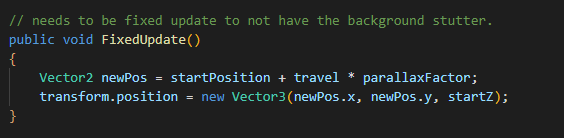 // needs to be fixed update to not have the background stutter.
public void FixedUpdate()
{
    Vector2 newPos = startPosition + travel * parallaxFactor;
    transform.position = new Vector3(newPos.x, newPos.y, startZ);
}